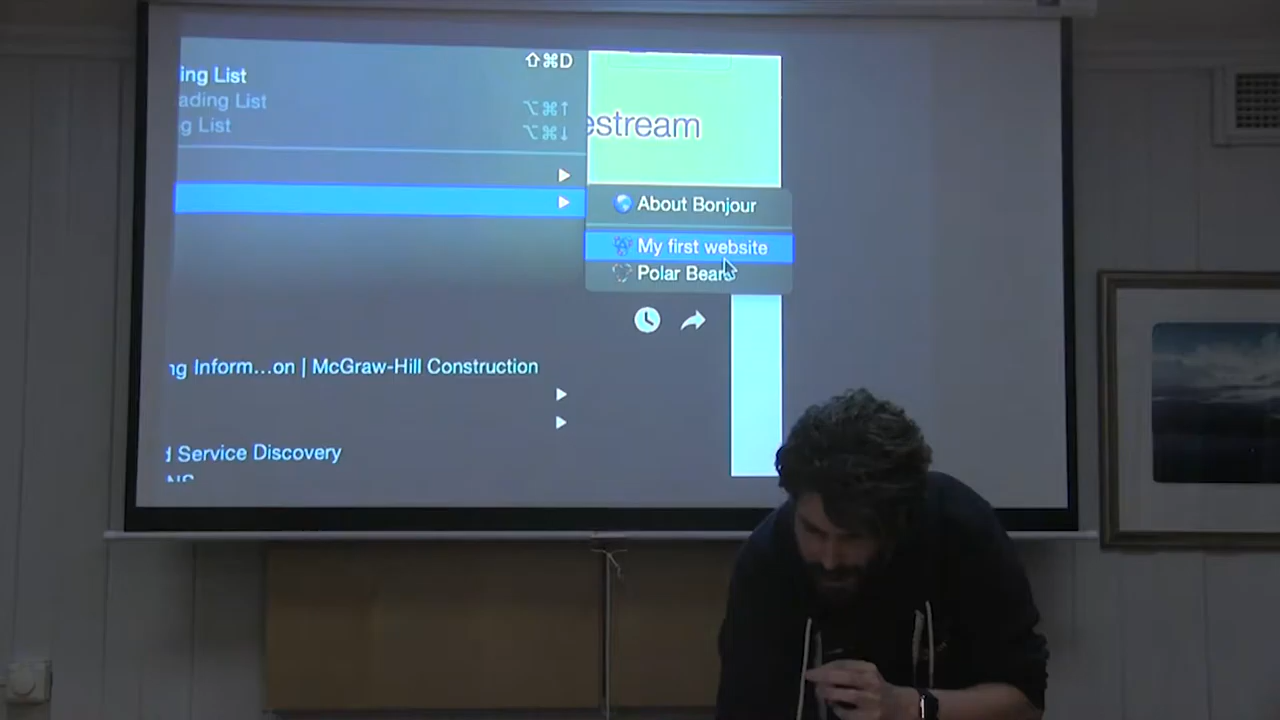 ⇧⌘D
ing List
ading List ⌥⌘↑
g List ⌥⌘↓
estream
About Bonjour
My first website
Polar Bears
ng Inform…on | McGraw-Hill Construction
d Service Discovery
NS